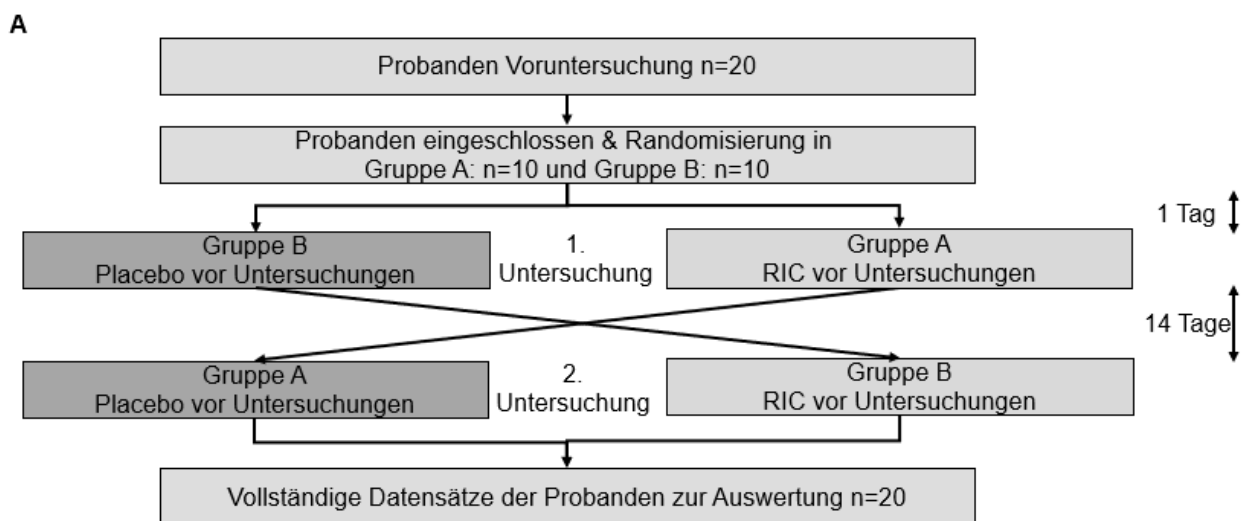 A
Probanden Voruntersuchung n=20
Probanden eingeschlossen & Randomisierung in
Gruppe A: n=10 und Gruppe B: n=10
1 Tag
Gruppe B
Placebo vor Untersuchungen
1.
Untersuchung
Gruppe A
RIC vor Untersuchungen
14 Tage
Gruppe A
Placebo vor Untersuchungen
2.
Untersuchung
Gruppe B
RIC vor Untersuchungen
Vollständige Datensätze der Probanden zur Auswertung n=20